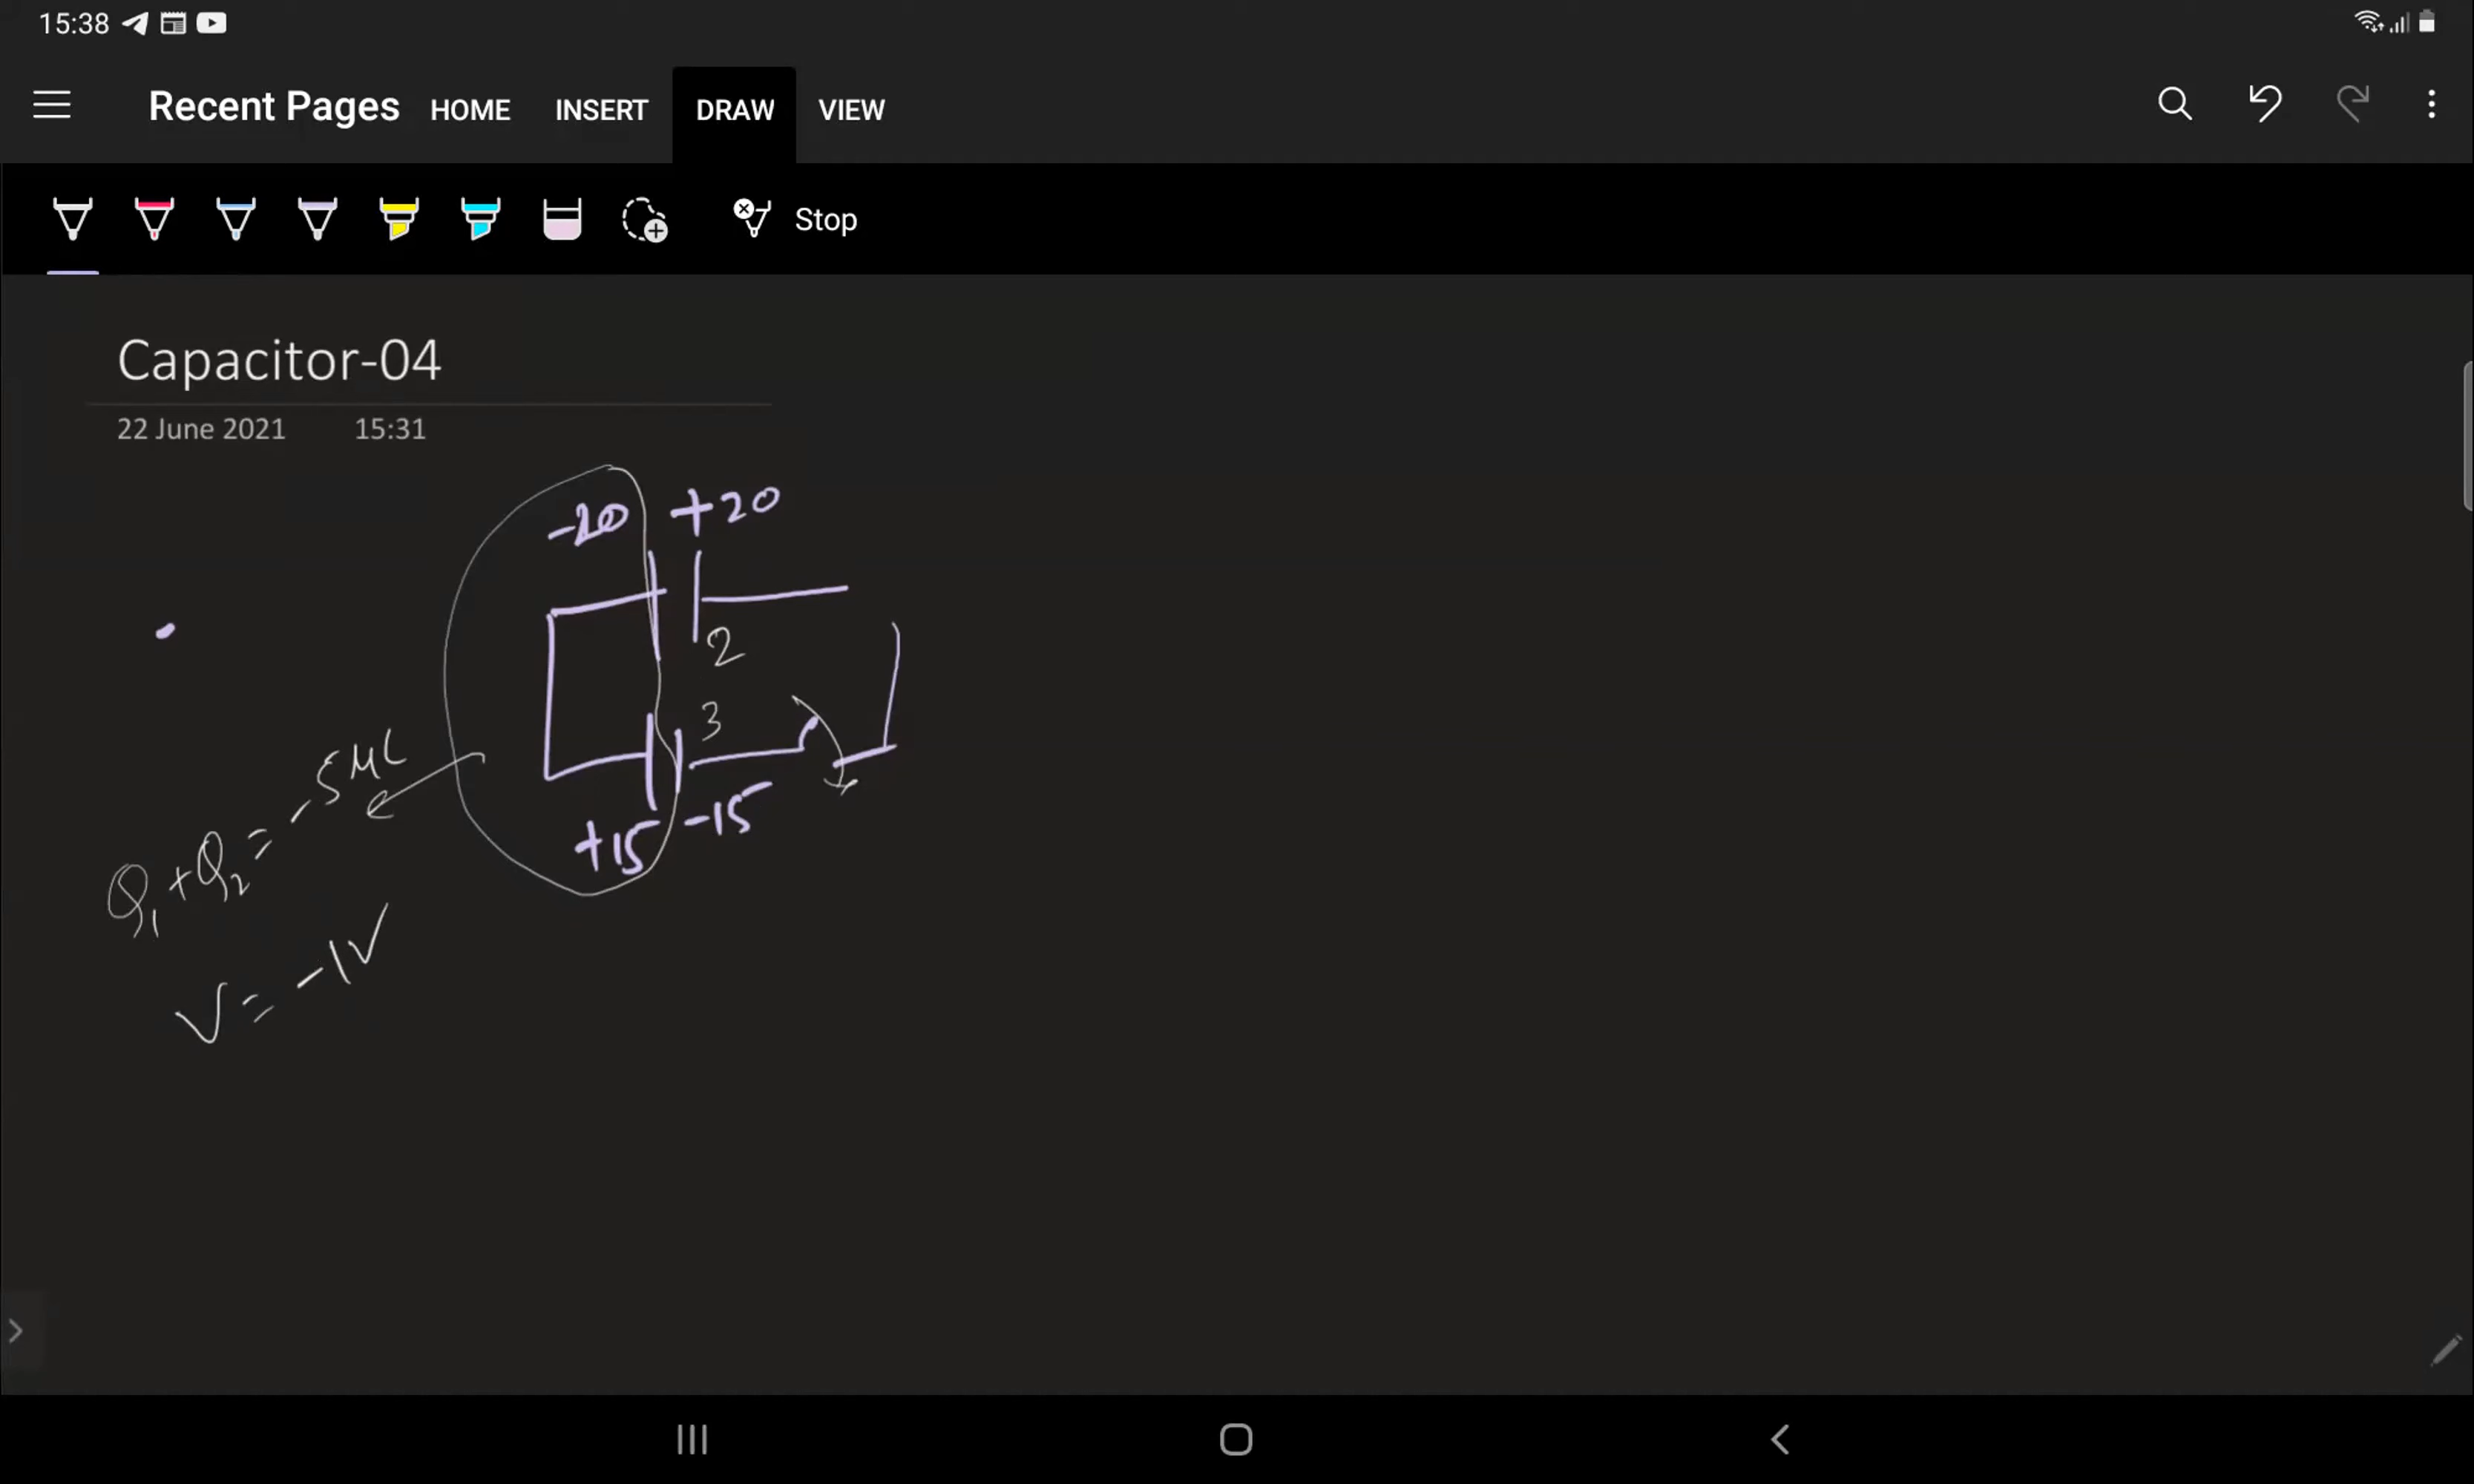 15:38
Recent Pages HOME INSERT DRAW VIEW
Stop
Capacitor-04
22 June 2021 15:31
-20 +20
2
3
+15 -15
Q₁+Q₂ = -5μC
V = -1V